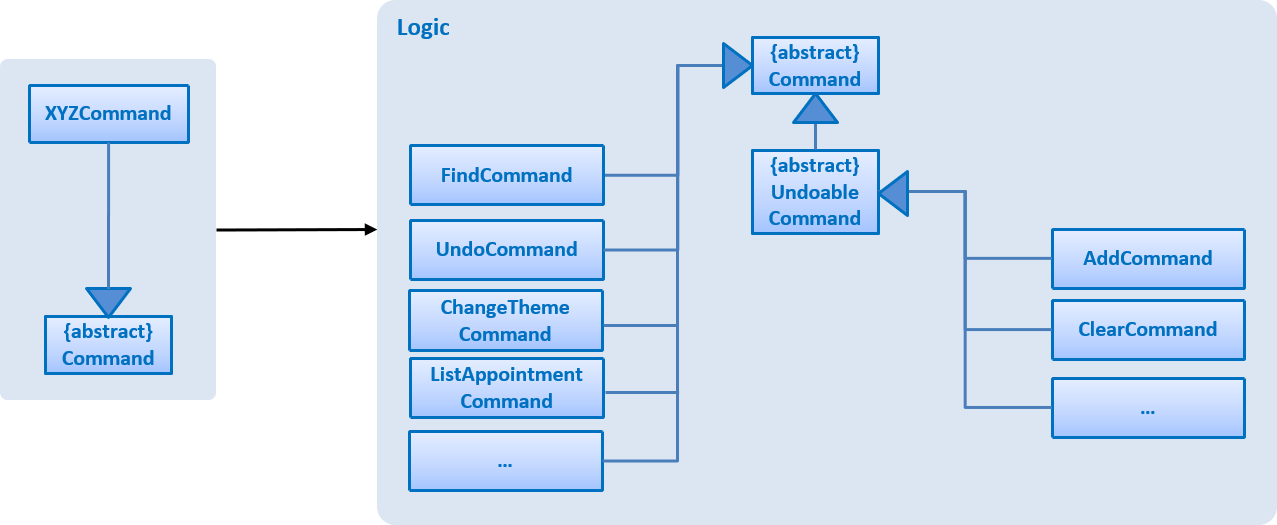 XYZCommand
{abstract}
Command
Logic
{abstract}
Command
{abstract}
Undoable
Command
FindCommand
UndoCommand
ChangeTheme
Command
ListAppointment
Command
...
AddCommand
ClearCommand
...